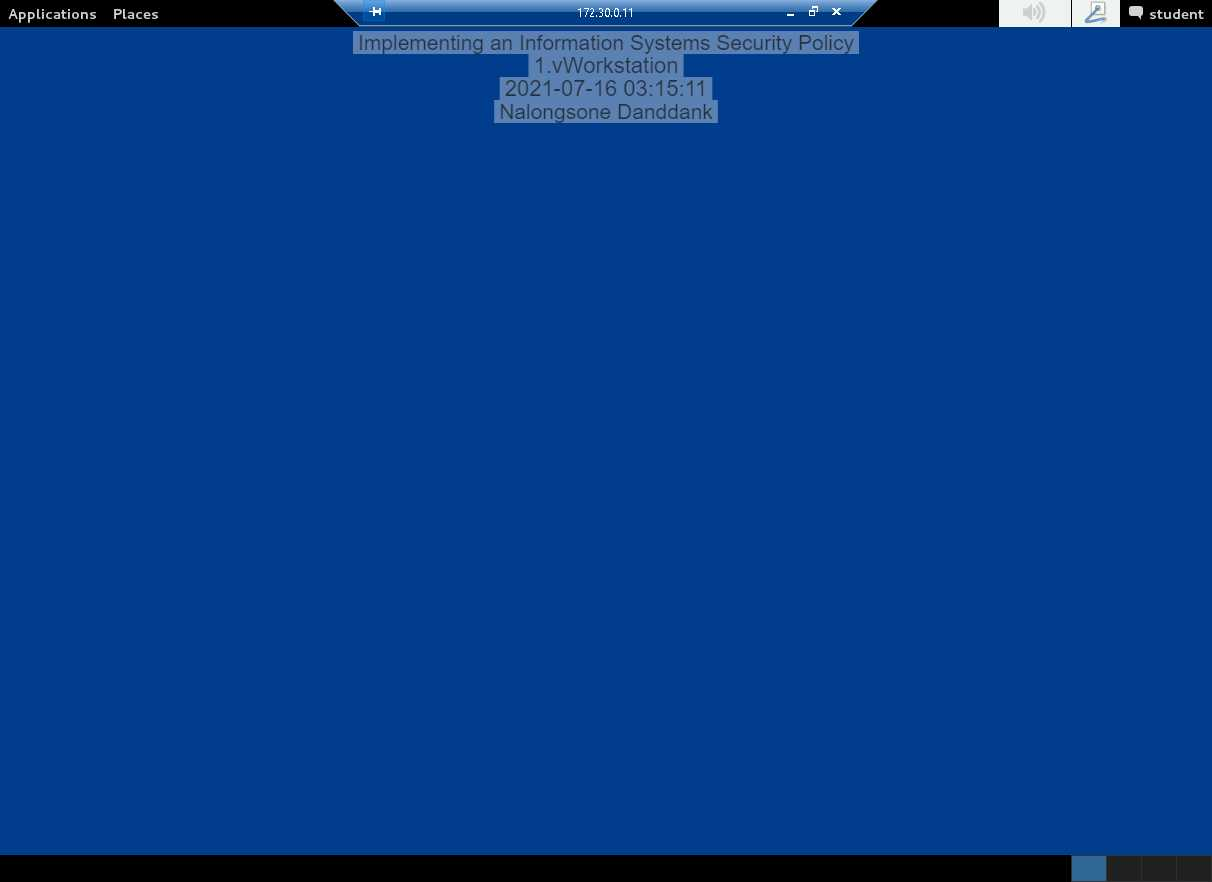 Applications Places 172.30.0.11 student
Implementing an Information Systems Security Policy
1.vWorkstation
2021-07-16 03:15:11
Nalongsone Danddank